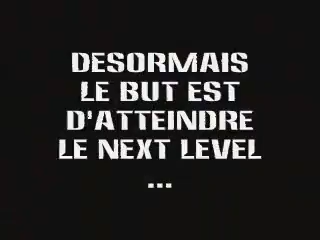 DESORMAIS
LE BUT EST
D'ATTEINDRE
LE NEXT LEVEL
...